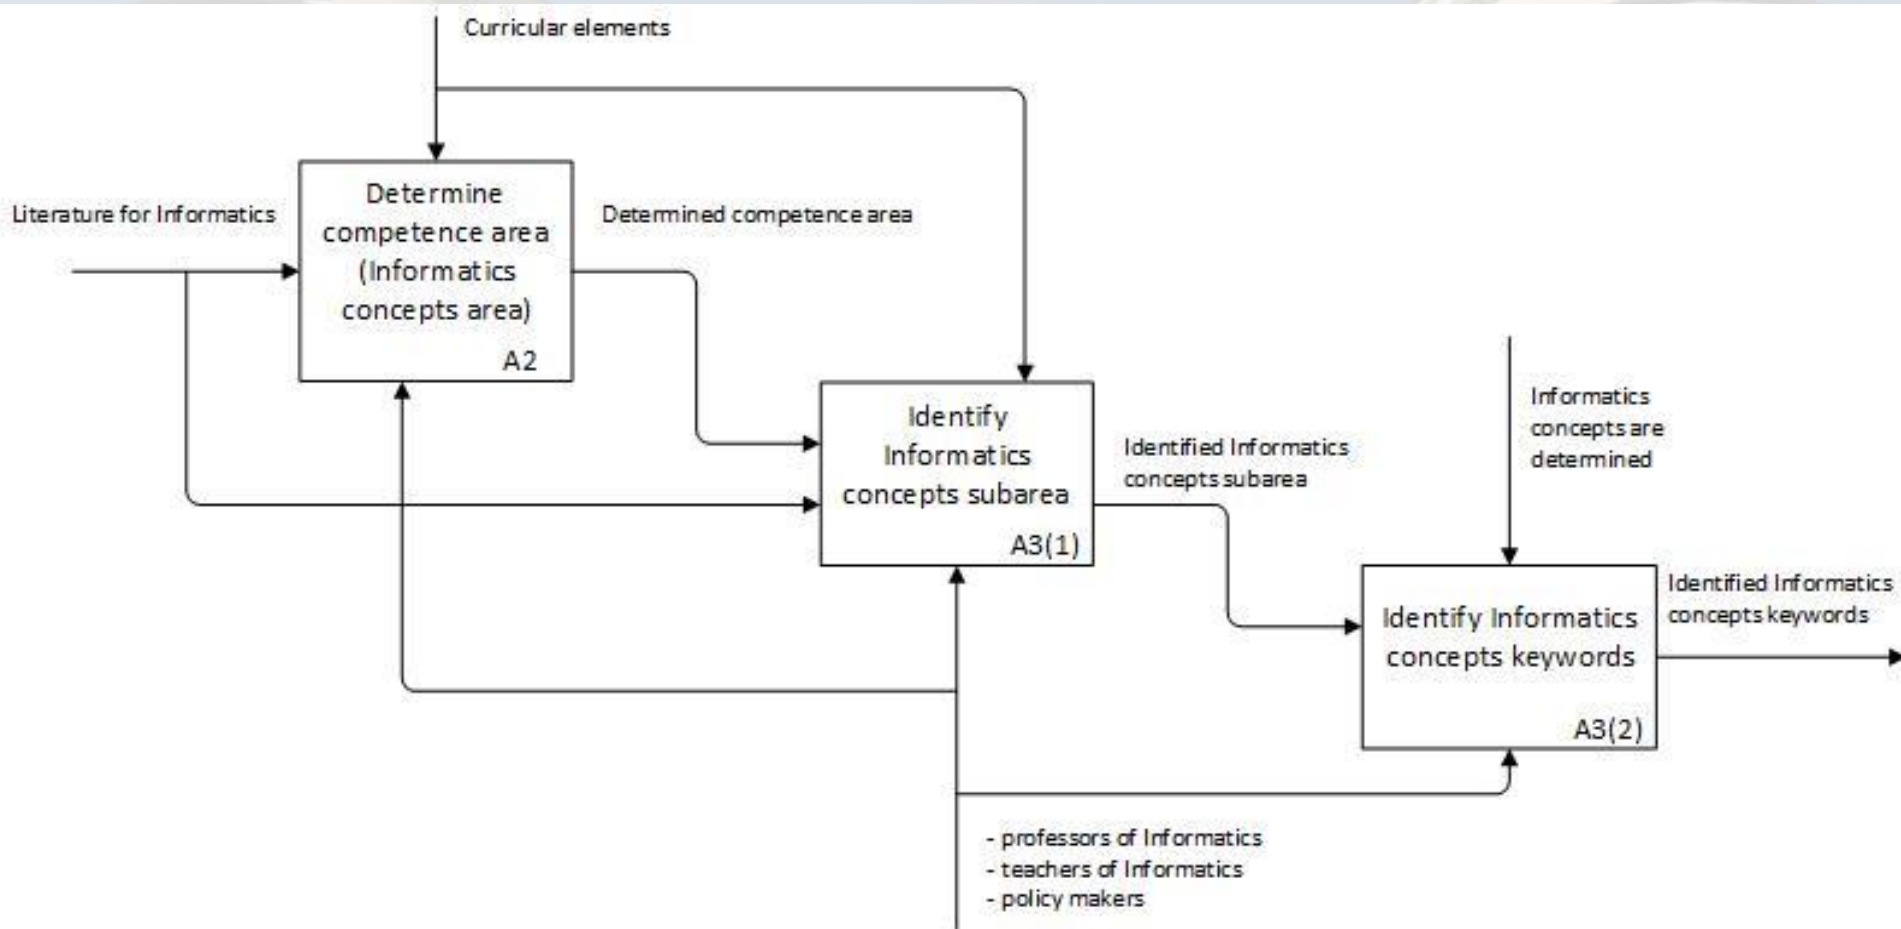 Curricular elements
Literature for Informatics
Determine
competence area
(Informatics
concepts area)
A2
Determined competence area
Identify
Informatics
concepts subarea
A3(1)
Identified Informatics
concepts subarea
Informatics
concepts are
determined
Identify Informatics
concepts keywords
A3(2)
Identified Informatics
concepts keywords
- professors of Informatics
- teachers of Informatics
- policy makers